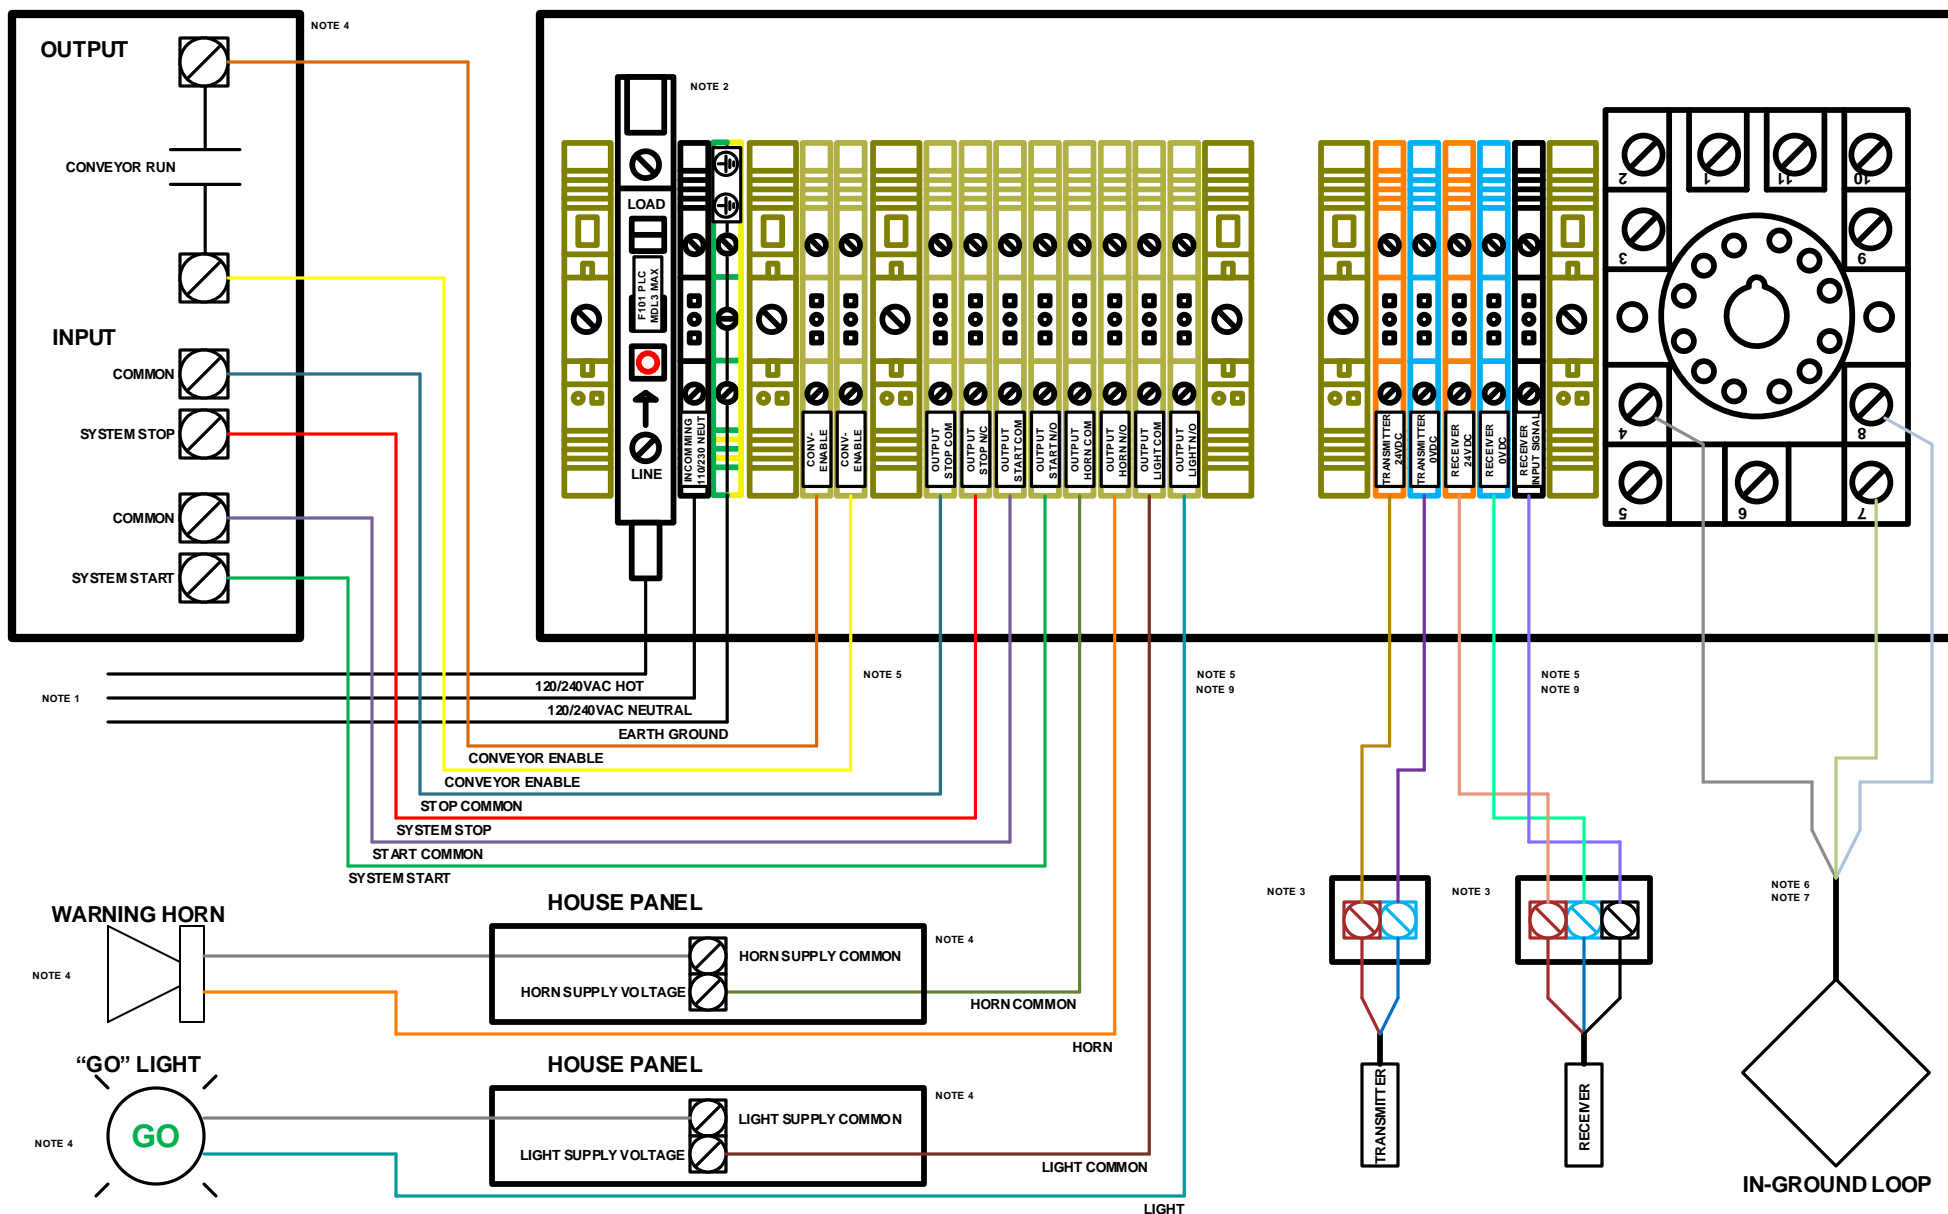 NOTE 4
OUTPUT
CONVEYOR RUN
INPUT
COMMON
SYSTEM STOP
COMMON
SYSTEM START
NOTE 2
LOAD
F101 PLC
MDL3 MAX
LINE
INCOMMING
110/230 NEUT
CONV-
ENABLE
CONV-
ENABLE
OUTPUT
STOP COM
OUTPUT
STOP N/C
OUTPUT
START COM
OUTPUT
START N/O
OUTPUT
HORN COM
OUTPUT
HORN N/O
OUTPUT
LIGHT COM
OUTPUT
LIGHT N/O
TRANSMITTER
24VDC
TRANSMITTER
0VDC
RECEIVER
24VDC
RECEIVER
0VDC
RECEIVER
INPUT SIGNAL
2
1
11
10
3
9
4
8
5
6
7
NOTE 1
120/240VAC HOT
120/240VAC NEUTRAL
EARTH GROUND
CONVEYOR ENABLE
CONVEYOR ENABLE
STOP COMMON
SYSTEM STOP
START COMMON
SYSTEM START
NOTE 5
NOTE 5
NOTE 9
NOTE 5
NOTE 9
WARNING HORN
NOTE 4
HOUSE PANEL
NOTE 4
HORN SUPPLY COMMON
HORN SUPPLY VOLTAGE
HORN COMMON
HORN
"GO" LIGHT
GO
NOTE 4
HOUSE PANEL
NOTE 4
LIGHT SUPPLY COMMON
LIGHT SUPPLY VOLTAGE
LIGHT COMMON
LIGHT
NOTE 3
TRANSMITTER
NOTE 3
RECEIVER
NOTE 6
NOTE 7
IN-GROUND LOOP